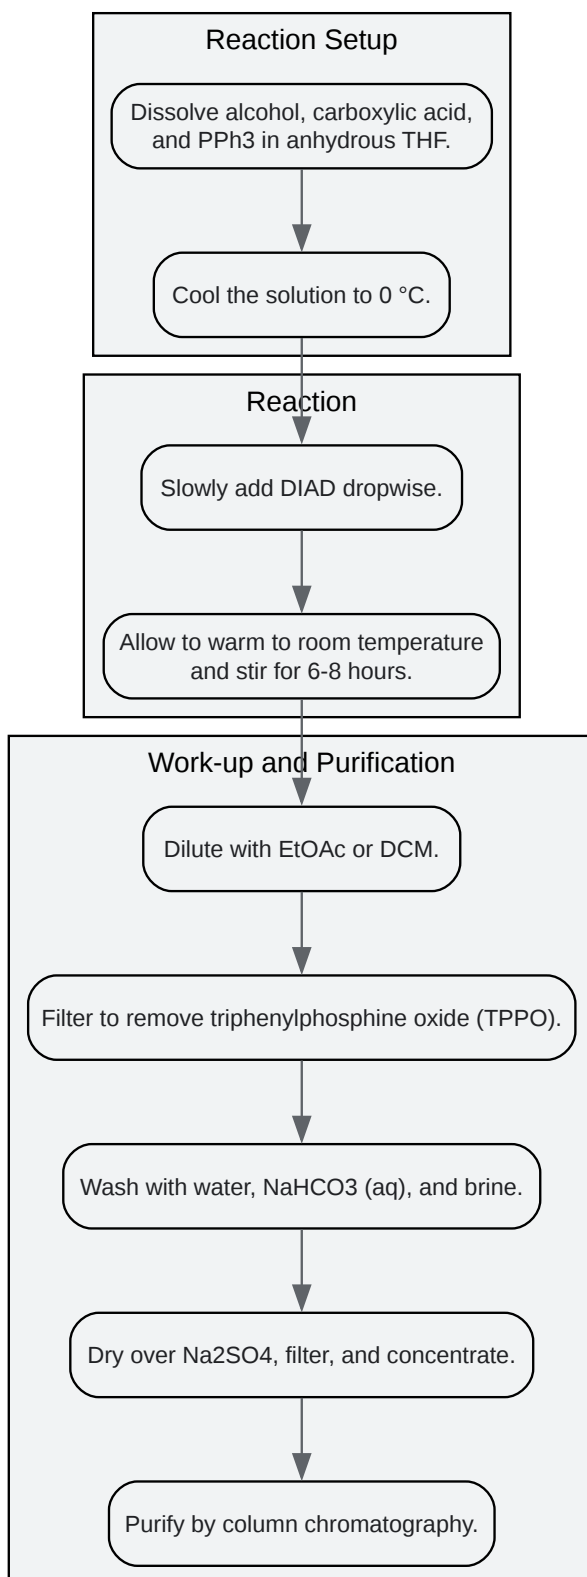 Reaction Setup
Dissolve alcohol, carboxylic acid,
and PPh3 in anhydrous THF.
Cool the solution to 0 °C.
Reaction
Slowly add DIAD dropwise.
Allow to warm to room temperature
and stir for 6-8 hours.
Work-up and Purification
Dilute with EtOAc or DCM.
Filter to remove triphenylphosphine oxide (TPPO).
Wash with water, NaHCO3 (aq), and brine.
Dry over Na2SO4, filter, and concentrate.
Purify by column chromatography.